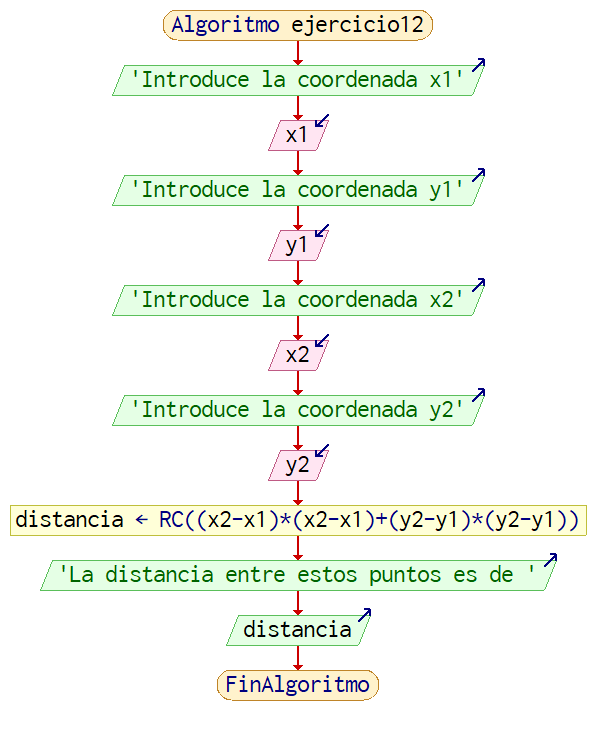 Algoritmo ejercicio12
'Introduce la coordenada x1'
x1
'Introduce la coordenada y1'
y1
'Introduce la coordenada x2'
x2
'Introduce la coordenada y2'
y2
distancia ← RC((x2-x1)*(x2-x1)+(y2-y1)*(y2-y1))
'La distancia entre estos puntos es de '
distancia
FinAlgoritmo